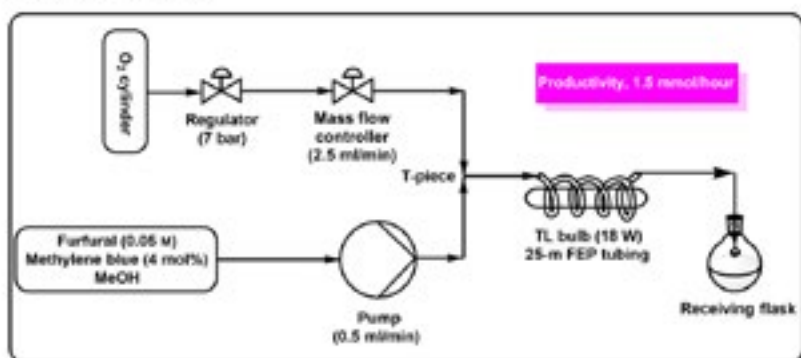 O₂ cylinder
Regulator
(7 bar)
Mass flow
controller
(2.5 ml/min)
Productivity, 1.5 mmol/hour
T-piece
Furfural (0.05 M)
Methylene blue (4 mol%)
MeOH
Pump
(0.5 ml/min)
TL bulb (18 W)
25-m FEP tubing
Receiving flask